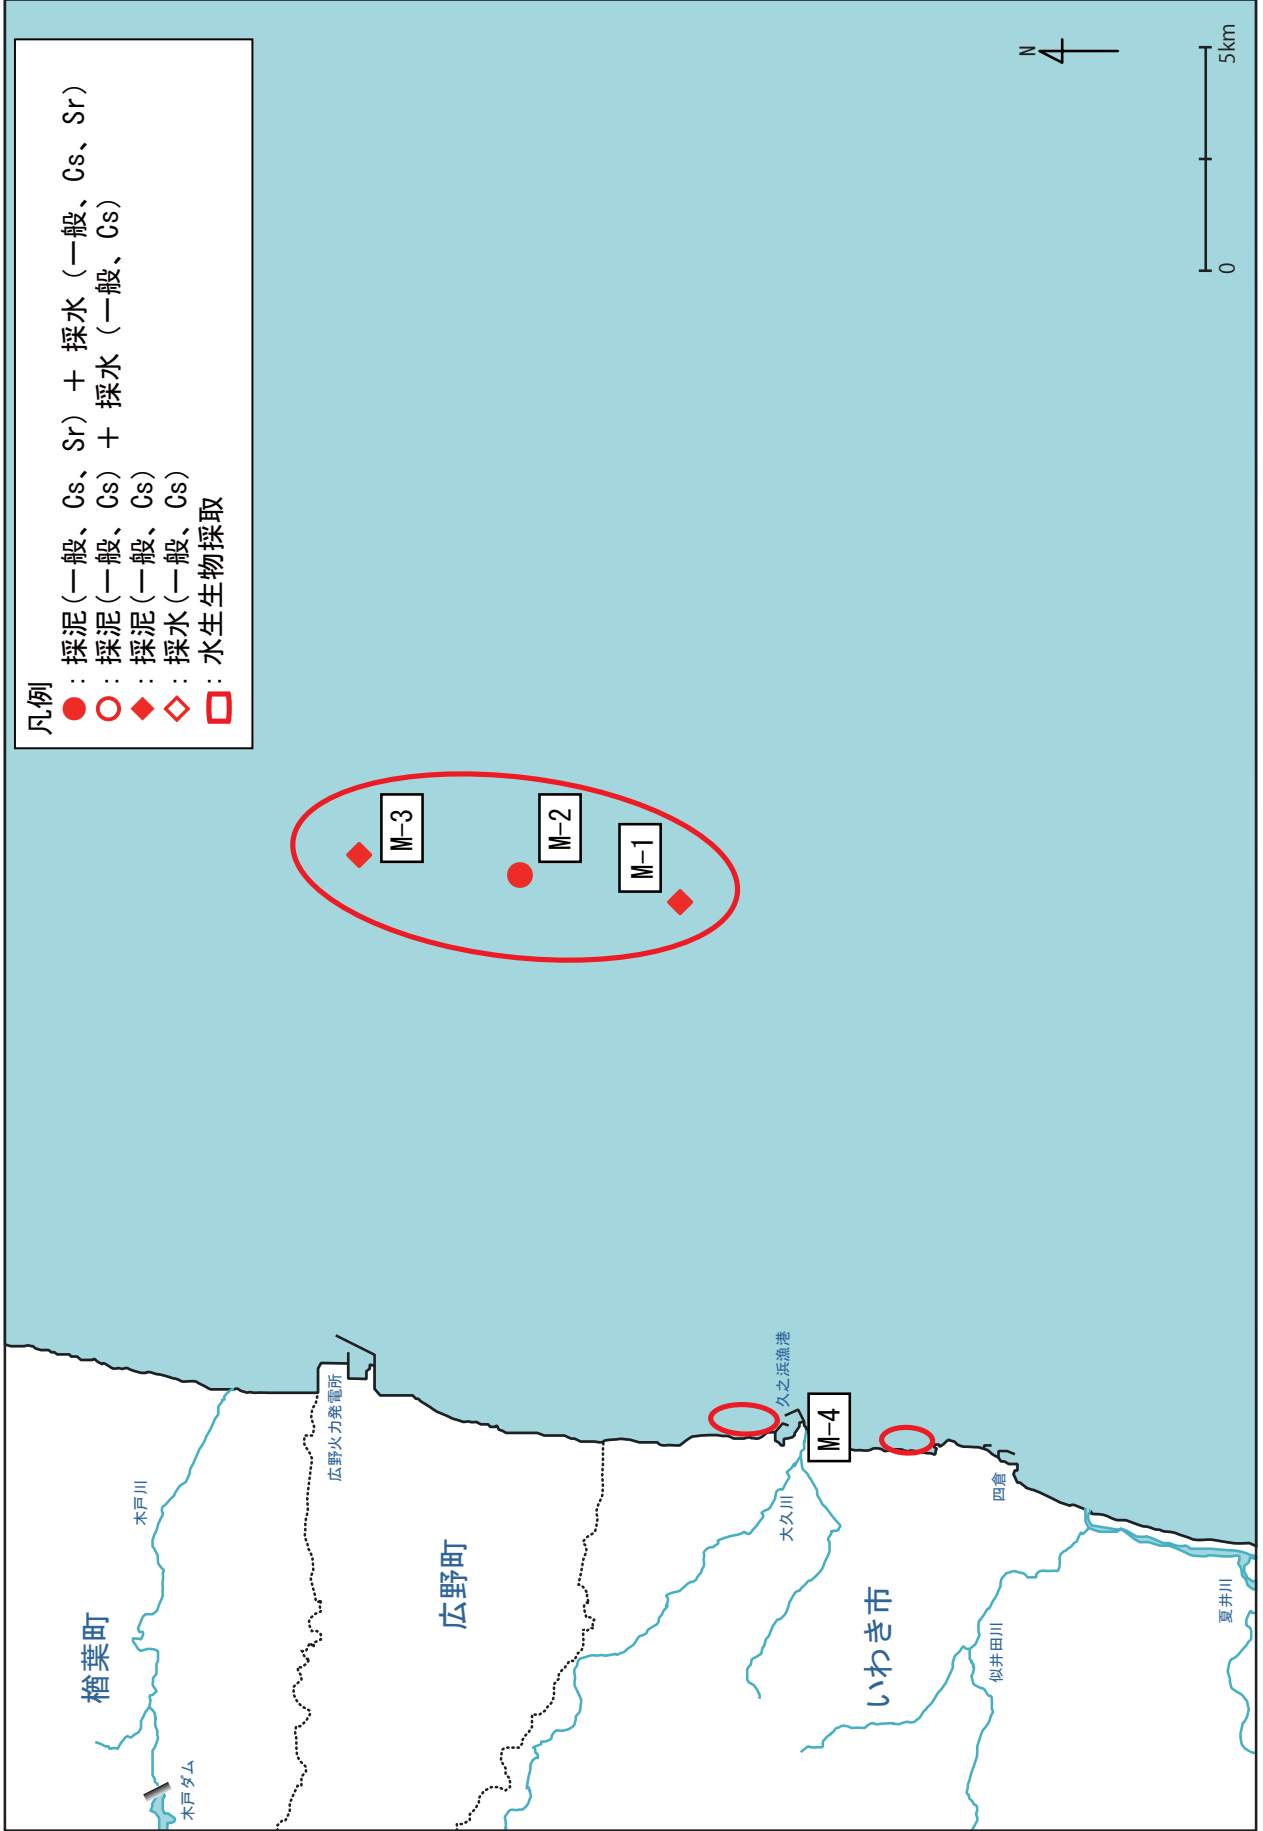 凡例
：採泥(一般、Cs、Sr) ＋ 採水 (一般、Cs、Sr)
：採泥(一般、Cs) ＋ 採水 (一般、Cs)
：採泥(一般、Cs)
：採水(一般、Cs)
：水生生物採取
N
0
5km
M-3
M-2
M-1
M-4
楢葉町
木戸川
木戸ダム
広野火力発電所
広野町
久之浜漁港
大久川
いわき市
四倉
似井田川
夏井川